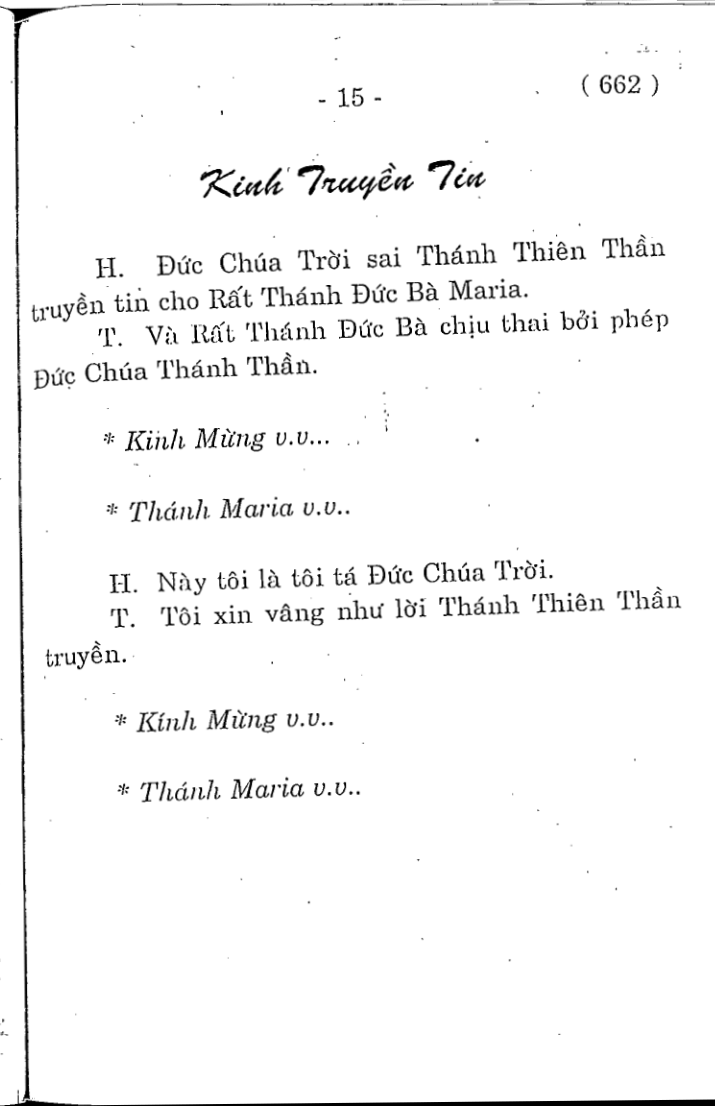 - 15 -
( 662 )
Kinh Truyền Tin
H. Đức Chúa Trời sai Thánh Thiên Thần
truyền tin cho Rất Thánh Đức Bà Maria.
T. Và Rất Thánh Đức Bà chịu thai bởi phép
Đức Chúa Thánh Thần.
* Kinh Mừng v.v...
* Thánh Maria v.v..
H. Này tôi là tôi tá Đức Chúa Trời.
T. Tôi xin vâng như lời Thánh Thiên Thần
truyền.
* Kính Mừng v.v..
* Thánh Maria v.v..